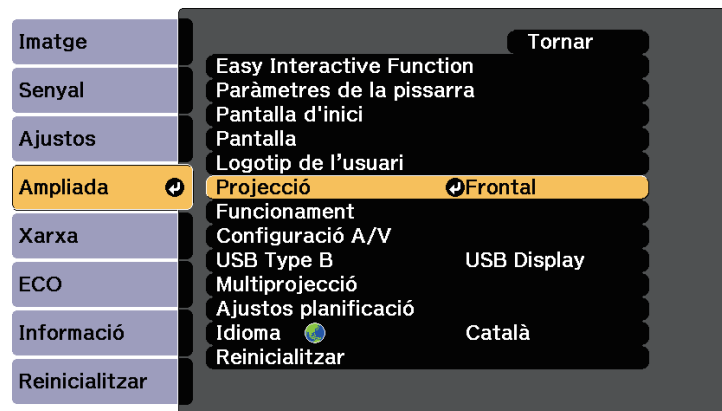 Imatge
Senyal
Ajustos
Ampliada
Xarxa
ECO
Informació
Reinicialitzar
Tornar
Easy Interactive Function
Paràmetres de la pissarra
Pantalla d'inici
Pantalla
Logotip de l’usuari
Projecció Frontal
Funcionament
Configuració A/V
USB Type B USB Display
Multiprojecció
Ajustos planificació
Idioma Català
Reinicialitzar